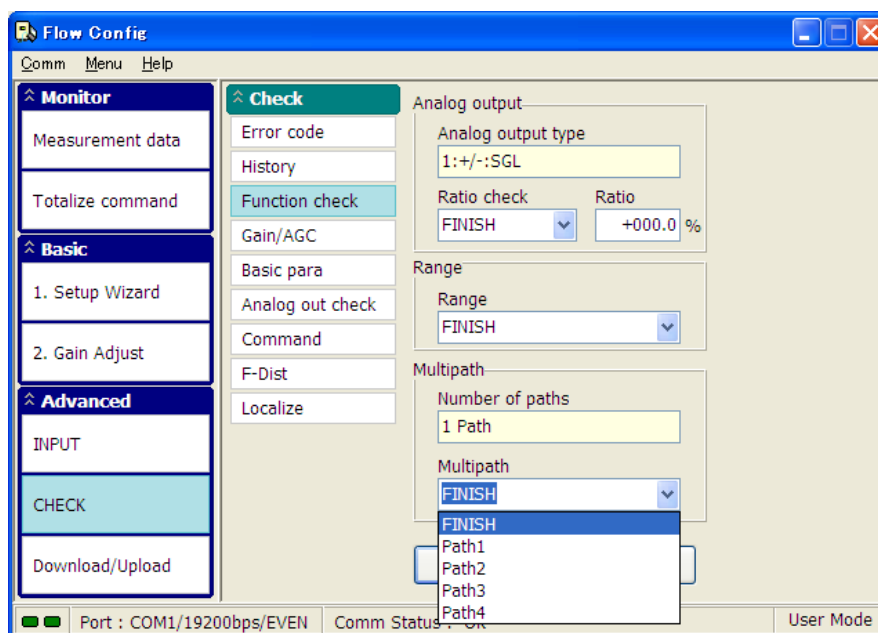 Flow Config
Comm Menu Help
Monitor
Measurement data
Totalize command
Basic
1. Setup Wizard
2. Gain Adjust
Advanced
INPUT
CHECK
Download/Upload
Check
Error code
History
Function check
Gain/AGC
Basic para
Analog out check
Command
F-Dist
Localize
Analog output
Analog output type
1:+/-:SGL
Ratio check Ratio
FINISH +000.0 %
Range
Range
FINISH
Multipath
Number of paths
1 Path
Multipath
FINISH
FINISH
Path1
Path2
Path3
Path4
Port : COM1/19200bps/EVEN Comm Status : User Mode